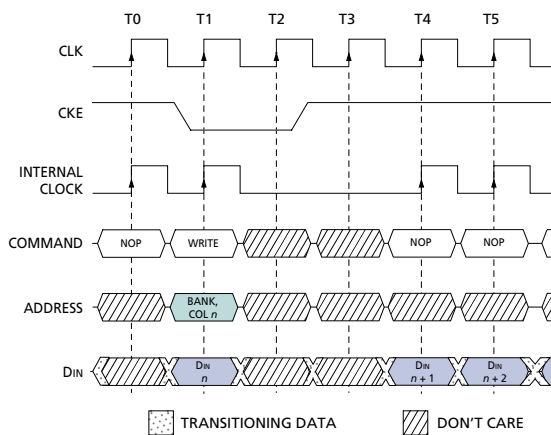 T0 T1 T2 T3 T4 T5
CLK
CKE
INTERNAL
CLOCK
COMMAND NOP WRITE NOP NOP
ADDRESS BANK,
COL n
DIN DIN DIN DIN
n n + 1 n + 2
TRANSITIONING DATA DON'T CARE